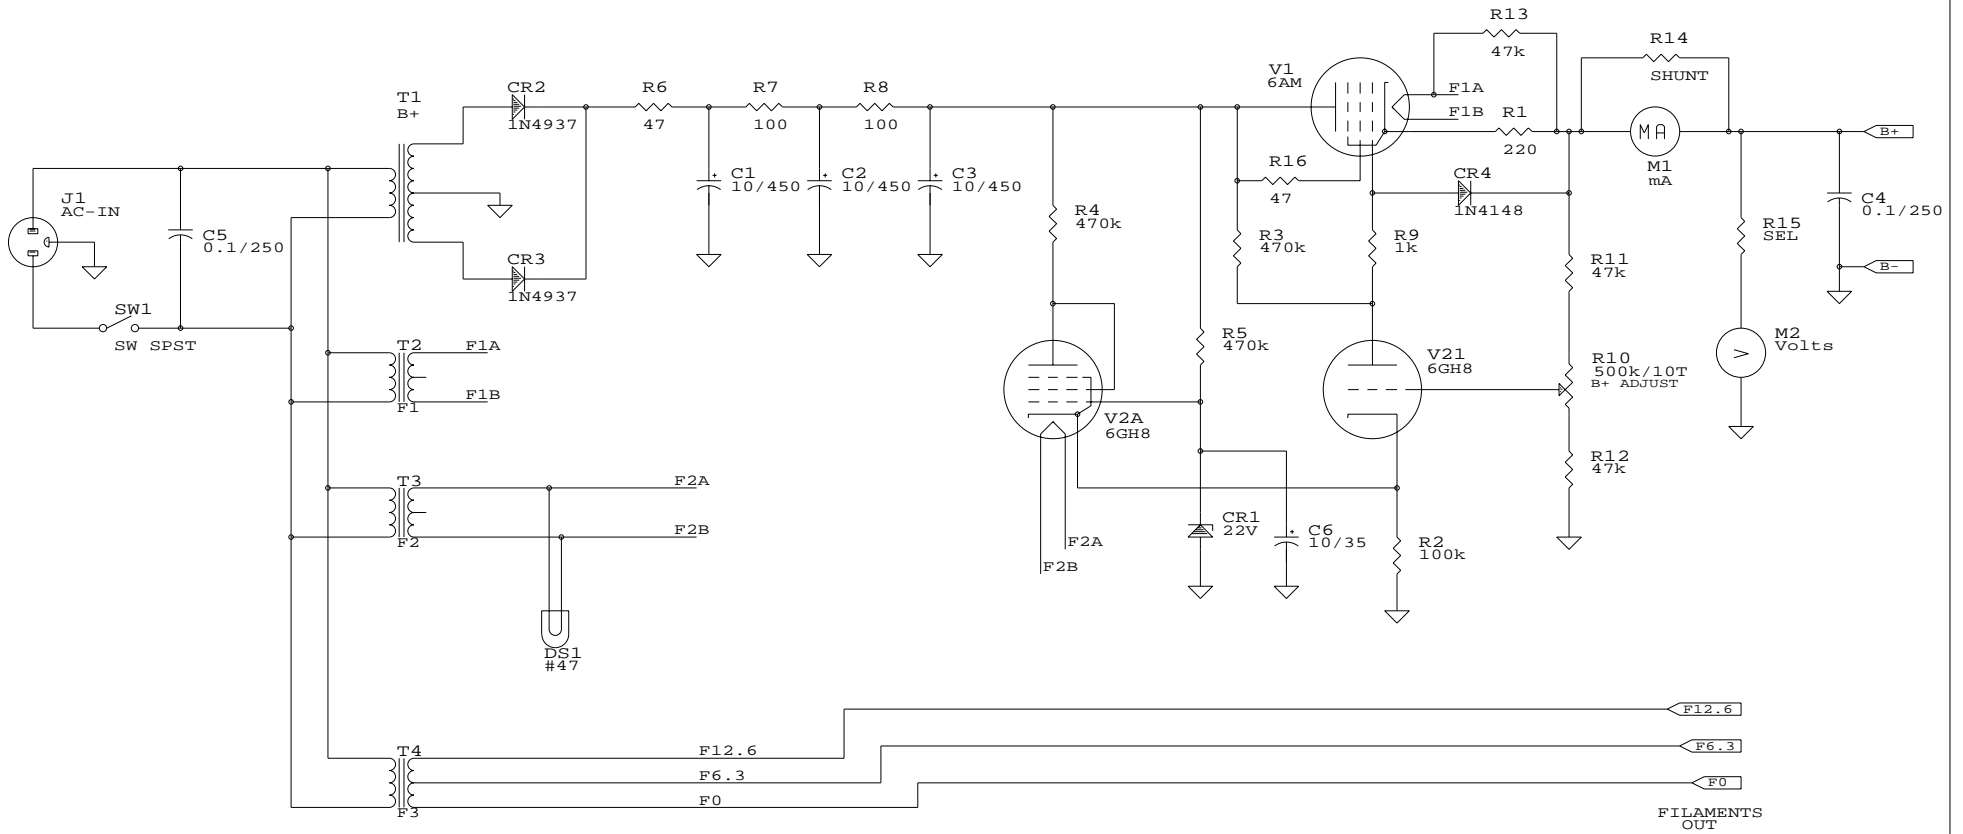 R13
47k
R14
SHUNT
V1
6AM
F1A
F1B
R1
220
MA
M1
mA
B+
T1
B+
CR2
1N4937
R6
47
R7
100
R8
100
C1
10/450
C2
10/450
C3
10/450
R16
47
CR4
1N4148
C4
0.1/250
J1
AC-IN
C5
0.1/250
R4
470k
R3
470k
R9
1k
R15
SEL
R11
47k
B-
CR3
1N4937
SW1
SW SPST
R5
470k
M2
Volts
V
T2
F1A
F1B
F1
V21
6GH8
R10
500k/10T
B+ ADJUST
V2A
6GH8
R12
47k
T3
F2A
F2B
F2
F2A
F2B
CR1
22V
C6
10/35
R2
100k
DS1
#47
T4
F12.6
F6.3
F0
F3
F12.6
F6.3
F0
FILAMENTS
OUT